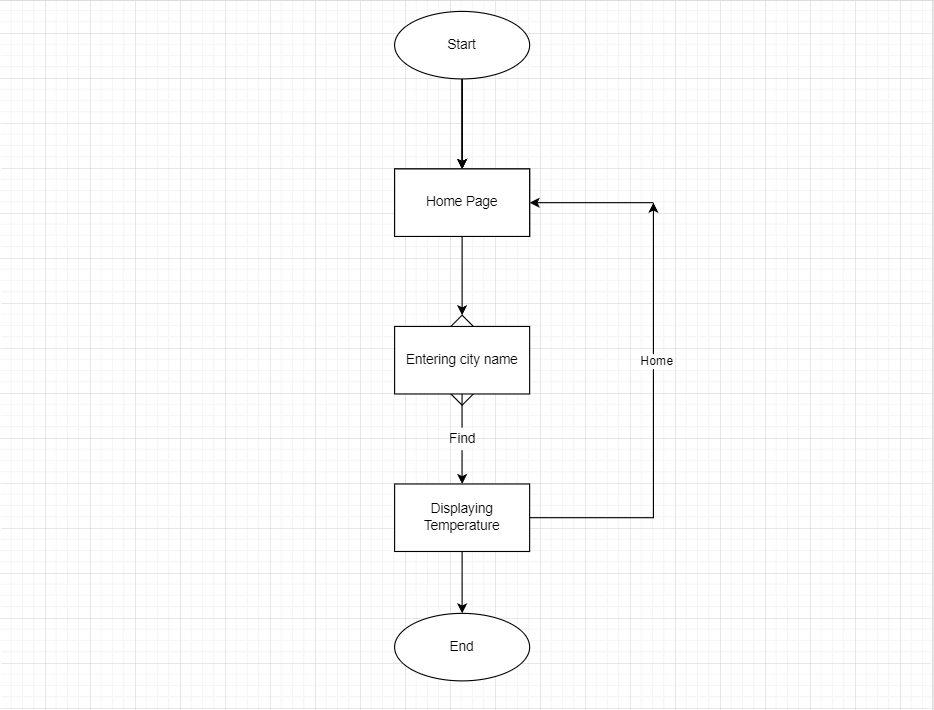 Start
Home Page
Entering city name
Home
Find
Displaying
Temperature
End